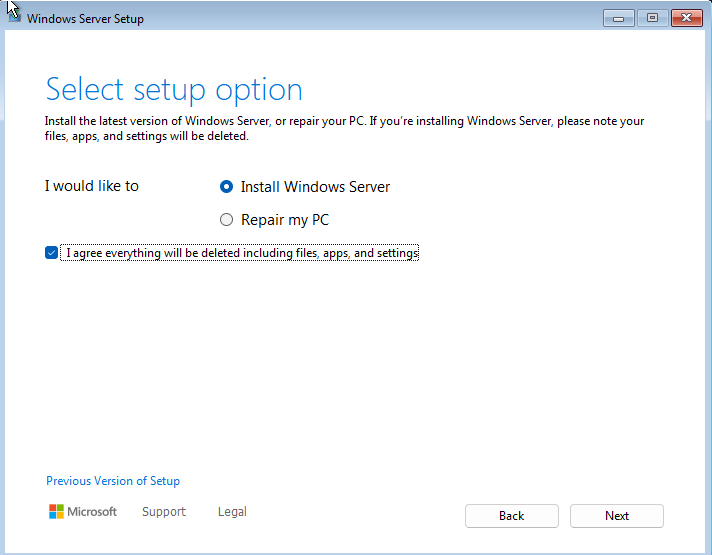 Windows Server Setup
Select setup option
Install the latest version of Windows Server, or repair your PC. If you're installing Windows Server, please note your
files, apps, and settings will be deleted.
I would like to
Install Windows Server
Repair my PC
I agree everything will be deleted including files, apps, and settings
Previous Version of Setup
Microsoft Support Legal
Back Next